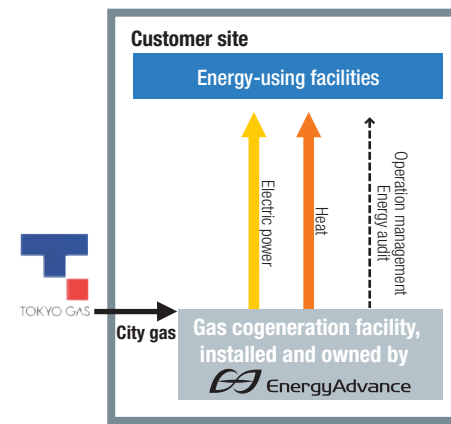 Customer site
Energy-using facilities
Electric power
Heat
Operation management
Energy audit
TOKYO GAS
City gas
Gas cogeneration facility,
installed and owned by
EnergyAdvance